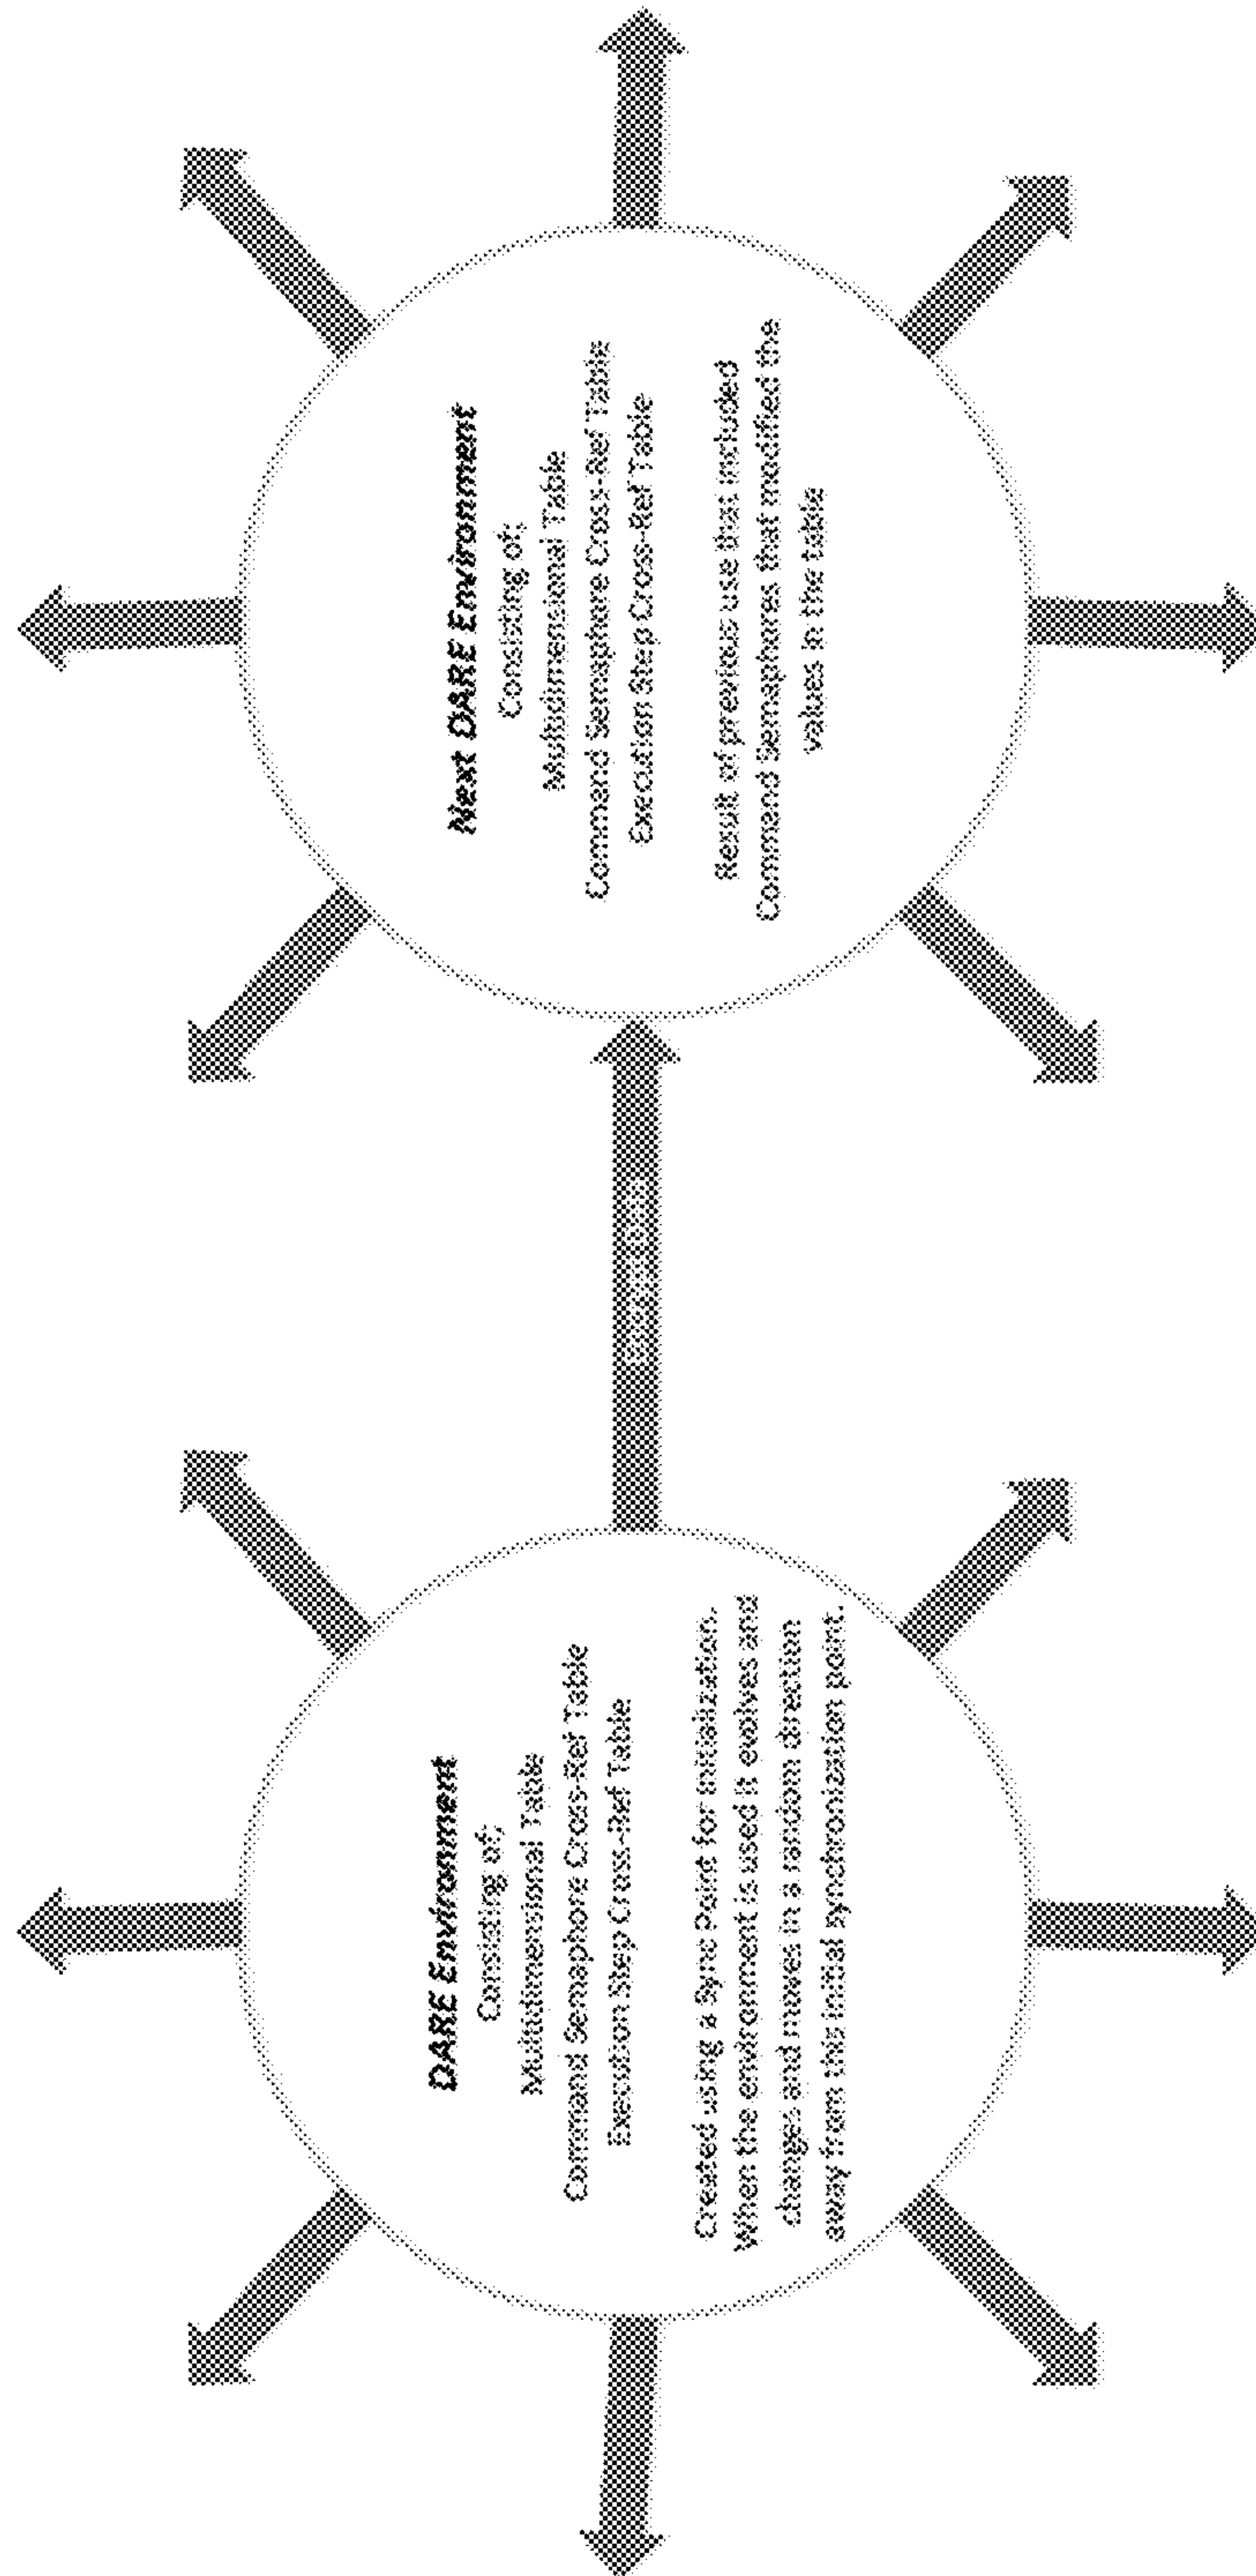 DARE Environment
Consisting of:
Multidimensional Table
Command Semaphore Cross-Ref Table
Execution Step Cross-Ref Table
Created using a Sync Point for initialization.
When the environment is used it evolves and
changes and moves in a random direction
away from this initial synchronization point.
Next DARE Environment
Consisting of:
Multidimensional Table
Command Semaphore Cross-Ref Table
Execution Step Cross-Ref Table
Result of previous use that included
Command Semaphores that modified the
values in the table